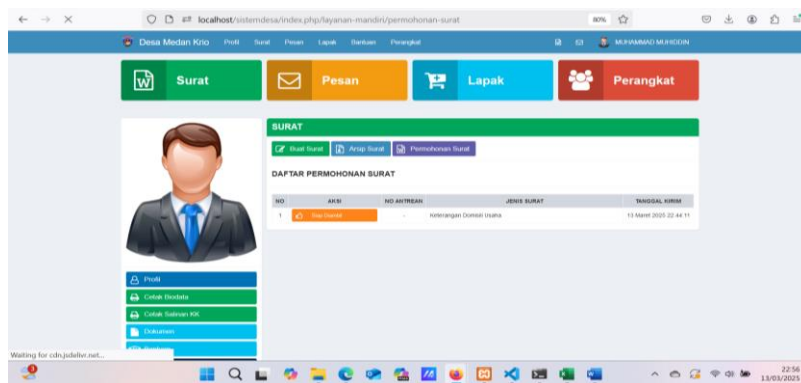 localhost/sistemdesa/index.php/layanan-mandiri/permohonan-surat
80%
Desa Medan Krio Profil Surat Pesan Lapak Bantuan Perangkat MUHAMMAD MUHIDDIN
Surat Pesan Lapak Perangkat
SURAT
Buat Surat Arsip Surat Permohonan Surat
DAFTAR PERMOHONAN SURAT
NO AKSI NO ANTREAN JENIS SURAT TANGGAL KIRIM
1 Siap Diambil - Keterangan Domisili Usaha 13 Maret 2025 22:44:11
Profil
Cetak Biodata
Cetak Salinan KK
Dokumen
Waiting for cdn.jsdelivr.net...
22:56
13/03/2025